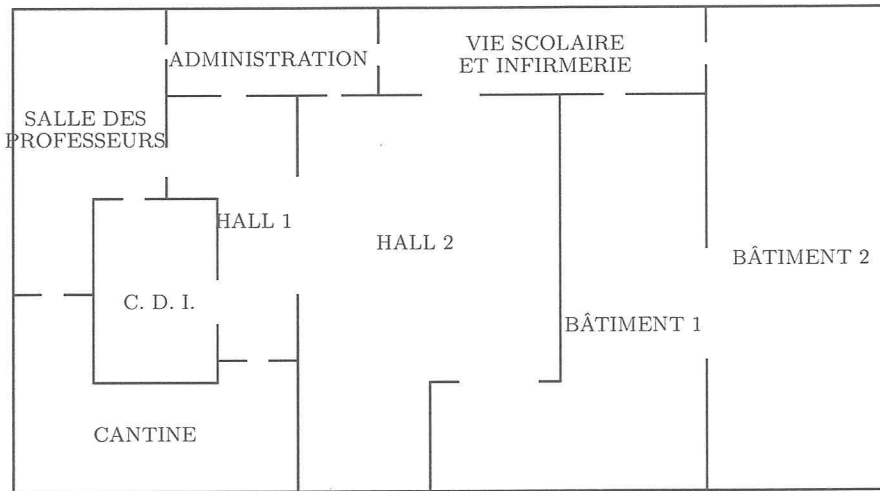 ADMINISTRATION
VIE SCOLAIRE
ET INFIRMERIE
SALLE DES
PROFESSEURS
HALL 1
HALL 2
BÂTIMENT 2
C. D. I.
BÂTIMENT 1
CANTINE